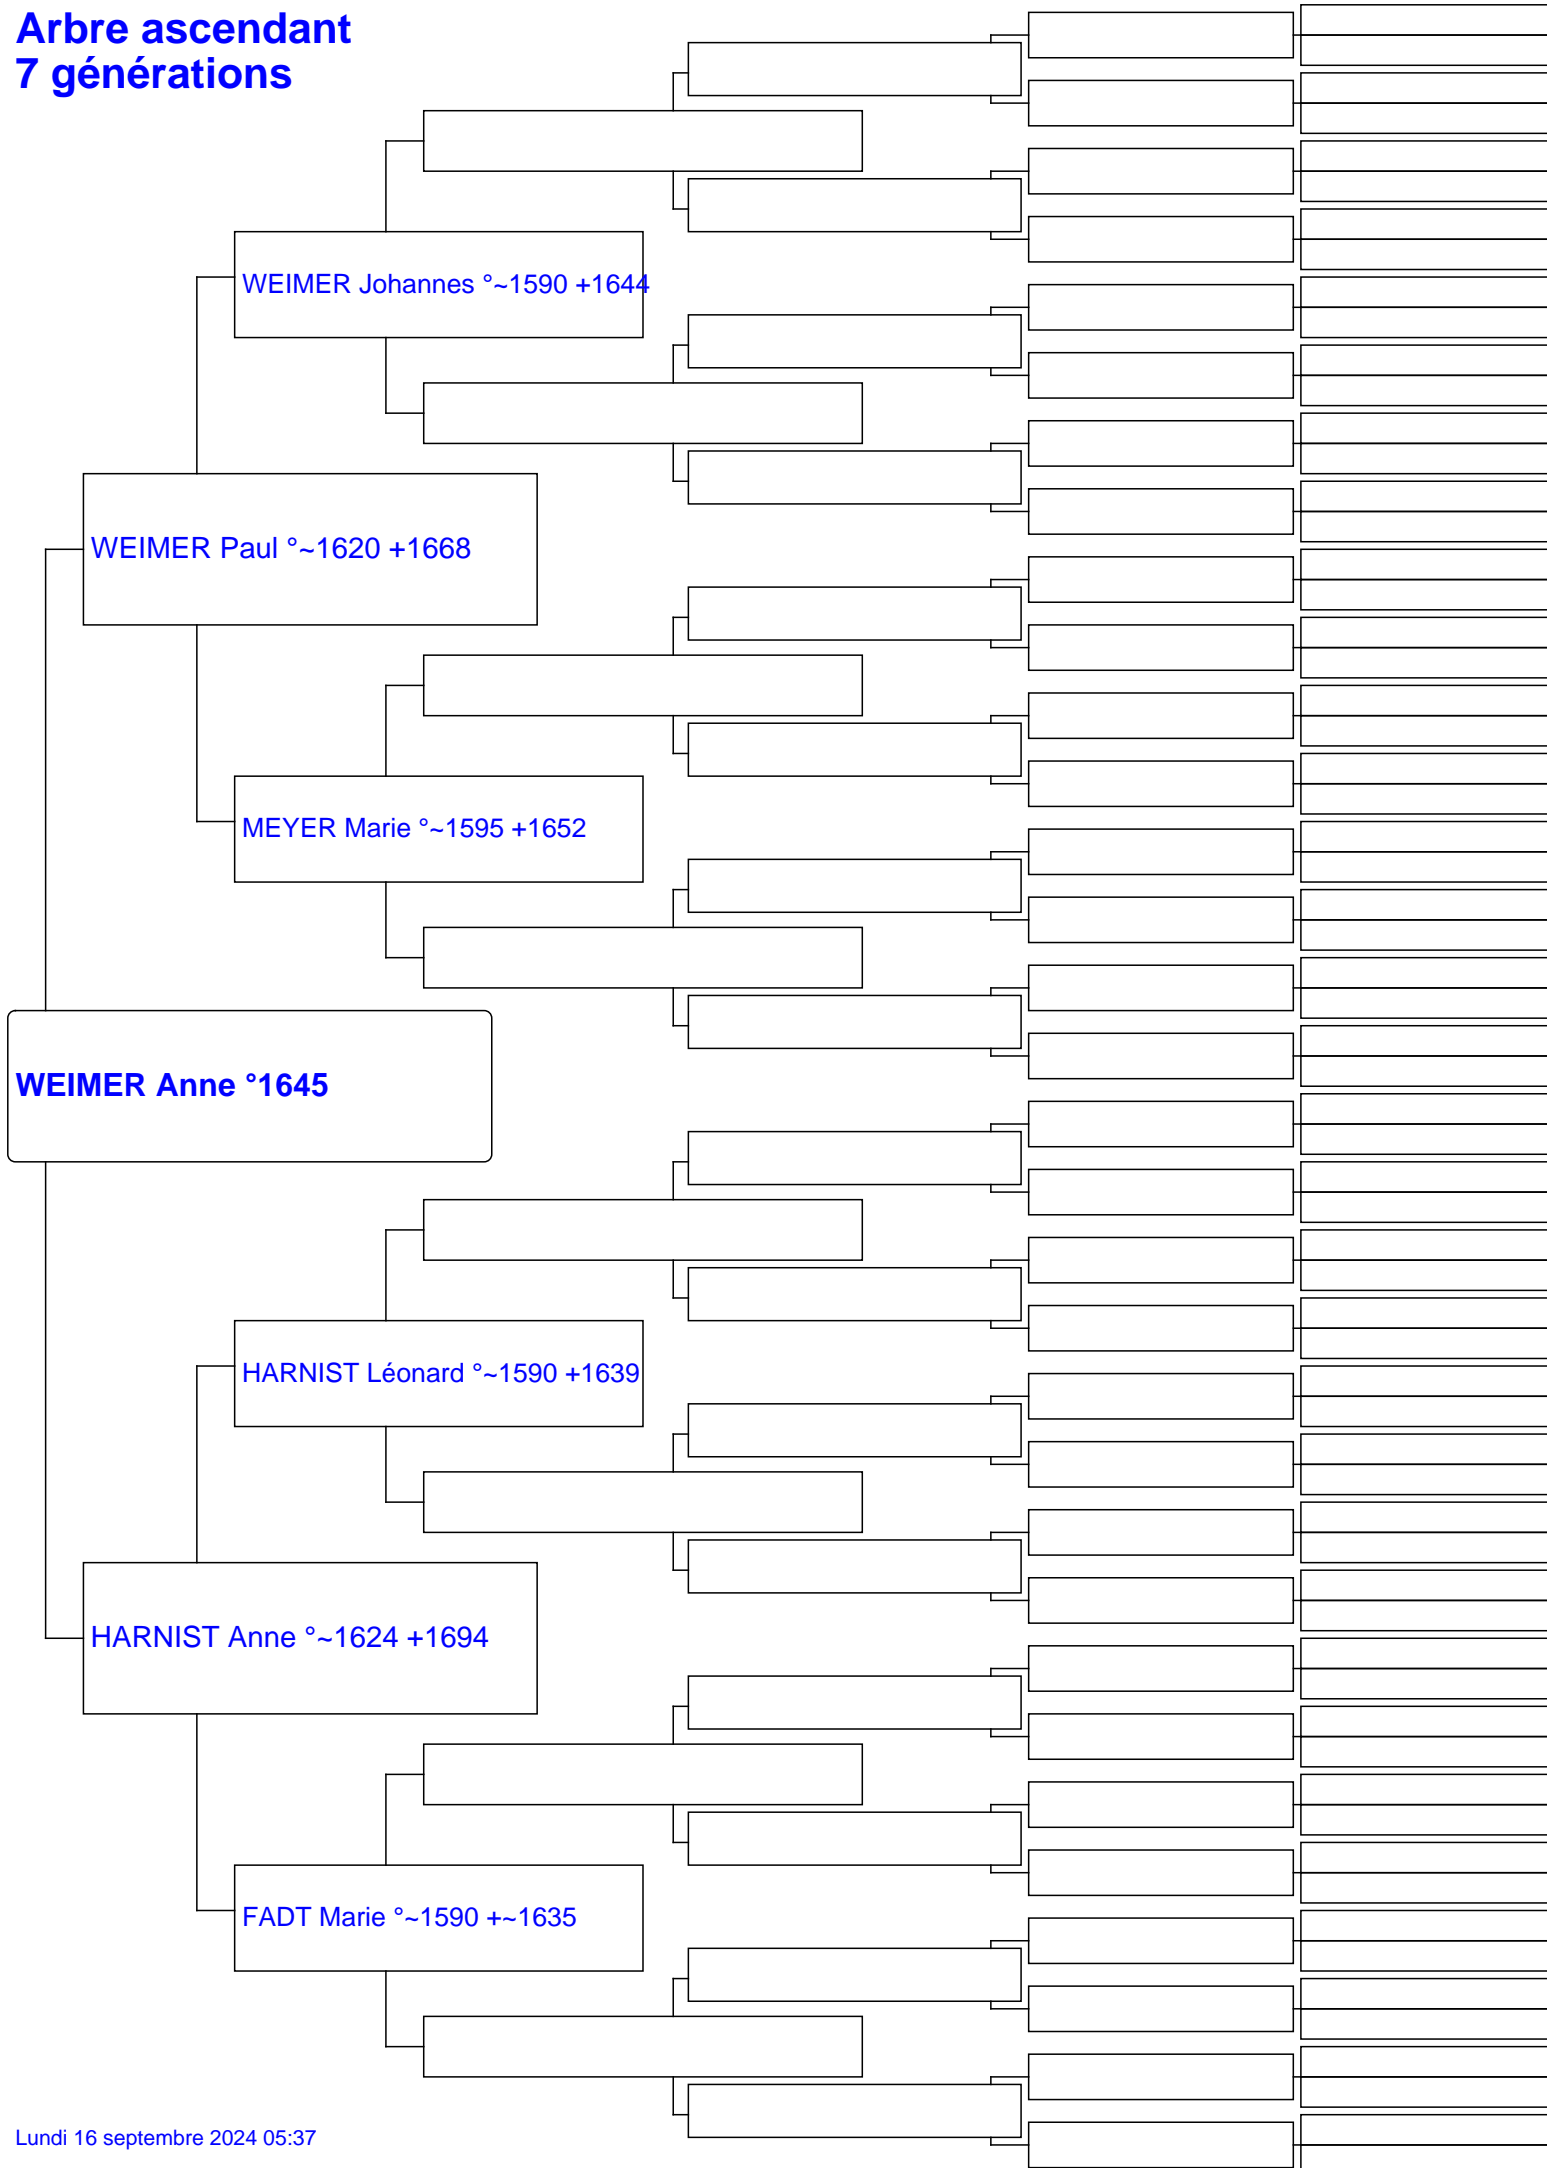 Arbre ascendant
7 générations
WEIMER Johannes °~1590 +1644
WEIMER Paul °~1620 +1668
MEYER Marie °~1595 +1652
WEIMER Anne °1645
HARNIST Léonard °~1590 +1639
HARNIST Anne °~1624 +1694
FADT Marie °~1590 +~1635
Lundi 16 septembre 2024 05:37